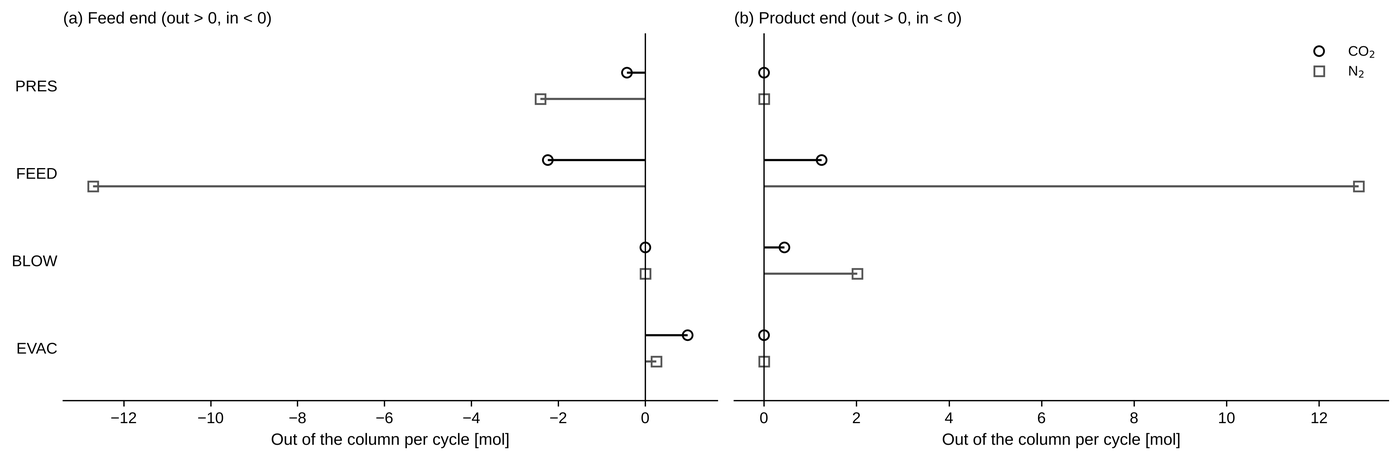 (a) Feed end (out > 0, in < 0)
PRES
FEED
BLOW
EVAC
−12 −10 −8 −6 −4 −2 0
Out of the column per cycle [mol]
(b) Product end (out > 0, in < 0)
CO₂
N₂
0 2 4 6 8 10 12
Out of the column per cycle [mol]